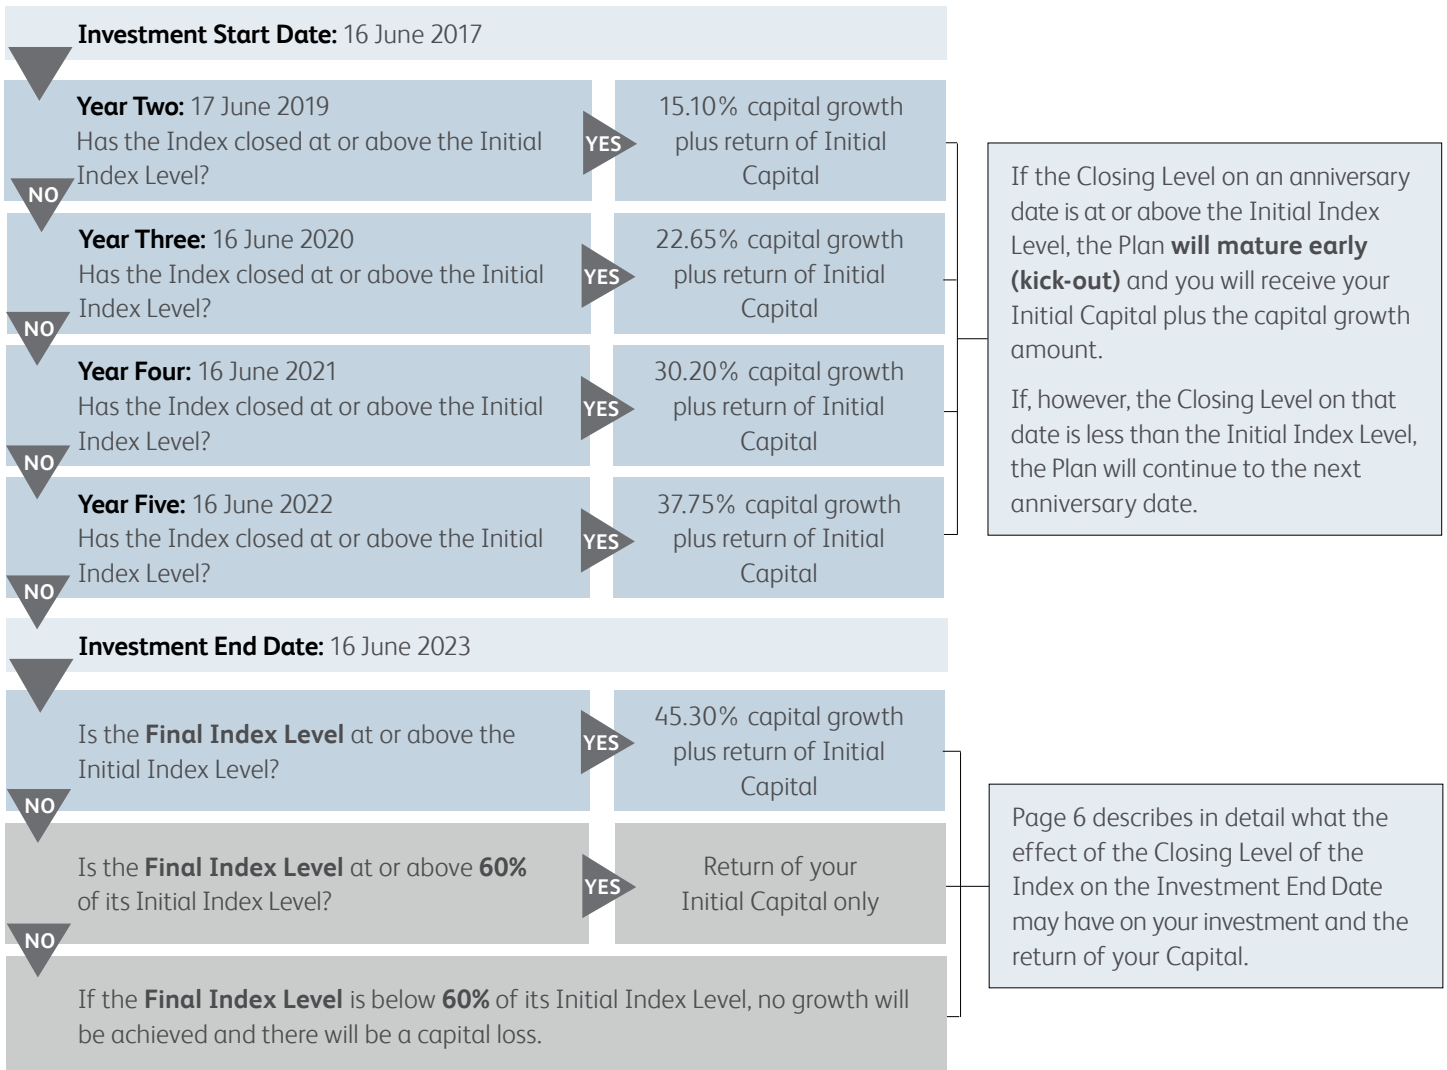 Investment Start Date: 16 June 2017
Year Two: 17 June 2019
Has the Index closed at or above the Initial
Index Level?
YES
15.10% capital growth
plus return of Initial
Capital
NO
Year Three: 16 June 2020
Has the Index closed at or above the Initial
Index Level?
YES
22.65% capital growth
plus return of Initial
Capital
NO
Year Four: 16 June 2021
Has the Index closed at or above the Initial
Index Level?
YES
30.20% capital growth
plus return of Initial
Capital
NO
Year Five: 16 June 2022
Has the Index closed at or above the Initial
Index Level?
YES
37.75% capital growth
plus return of Initial
Capital
NO
If the Closing Level on an anniversary
date is at or above the Initial Index
Level, the Plan will mature early
(kick-out) and you will receive your
Initial Capital plus the capital growth
amount.
If, however, the Closing Level on that
date is less than the Initial Index Level,
the Plan will continue to the next
anniversary date.
Investment End Date: 16 June 2023
Is the Final Index Level at or above the
Initial Index Level?
YES
45.30% capital growth
plus return of Initial
Capital
NO
Is the Final Index Level at or above 60%
of its Initial Index Level?
YES
Return of your
Initial Capital only
NO
If the Final Index Level is below 60% of its Initial Index Level, no growth will
be achieved and there will be a capital loss.
Page 6 describes in detail what the
effect of the Closing Level of the
Index on the Investment End Date
may have on your investment and the
return of your Capital.